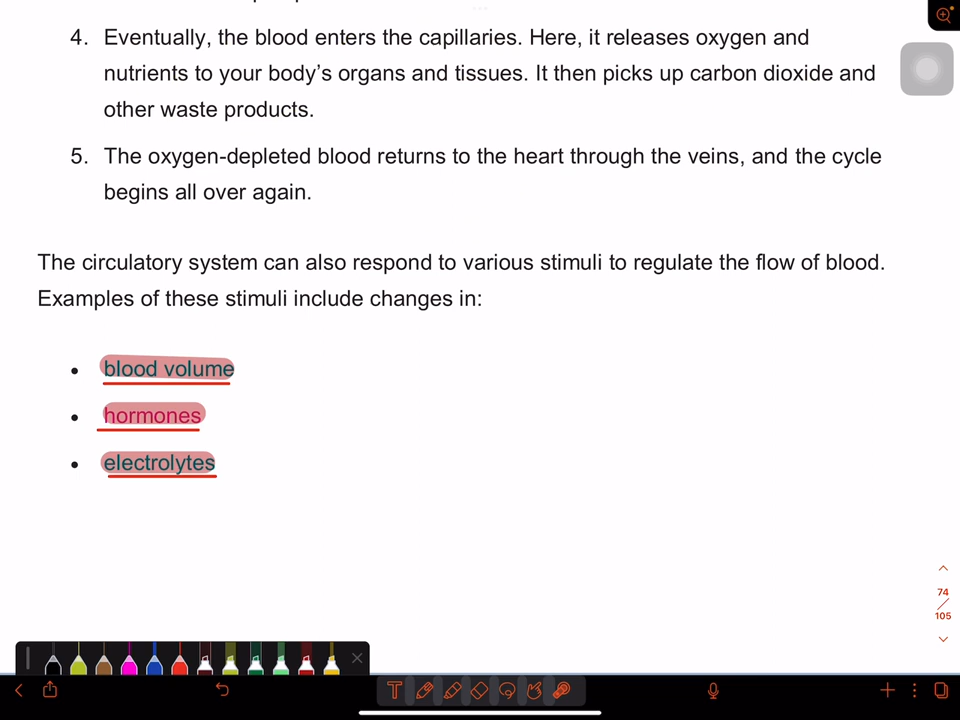 4. Eventually, the blood enters the capillaries. Here, it releases oxygen and
nutrients to your body’s organs and tissues. It then picks up carbon dioxide and
other waste products.
5. The oxygen-depleted blood returns to the heart through the veins, and the cycle
begins all over again.
The circulatory system can also respond to various stimuli to regulate the flow of blood.
Examples of these stimuli include changes in:
• blood volume
• hormones
• electrolytes
74
105